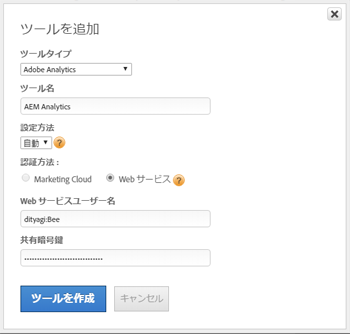 ツールを追加
ツールタイプ
Adobe Analytics
ツール名
AEM Analytics
設定方法
自動 ?
認証方法 :
Marketing Cloud Web サービス ?
Web サービスユーザー名
dityagi:Bee
共有暗号鍵
••••••••••••••••••••••••••••••••
ツールを作成 キャンセル